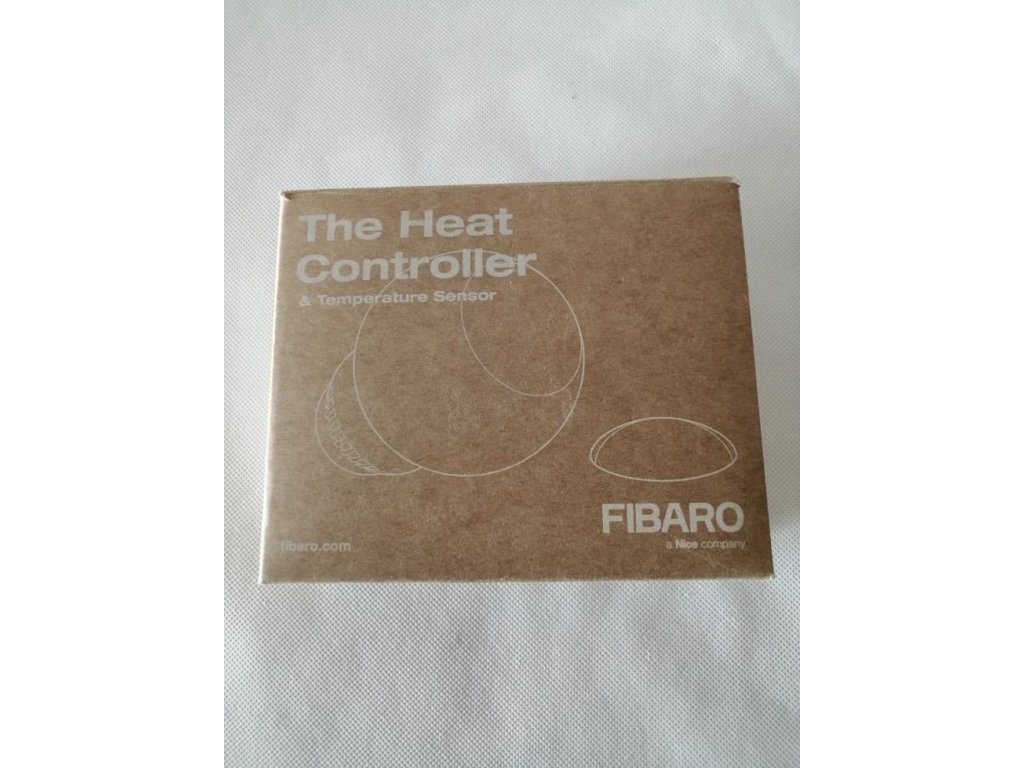 The Heat
Controller
& Temperature Sensor
FIBARO
a Nice company
fibaro.com